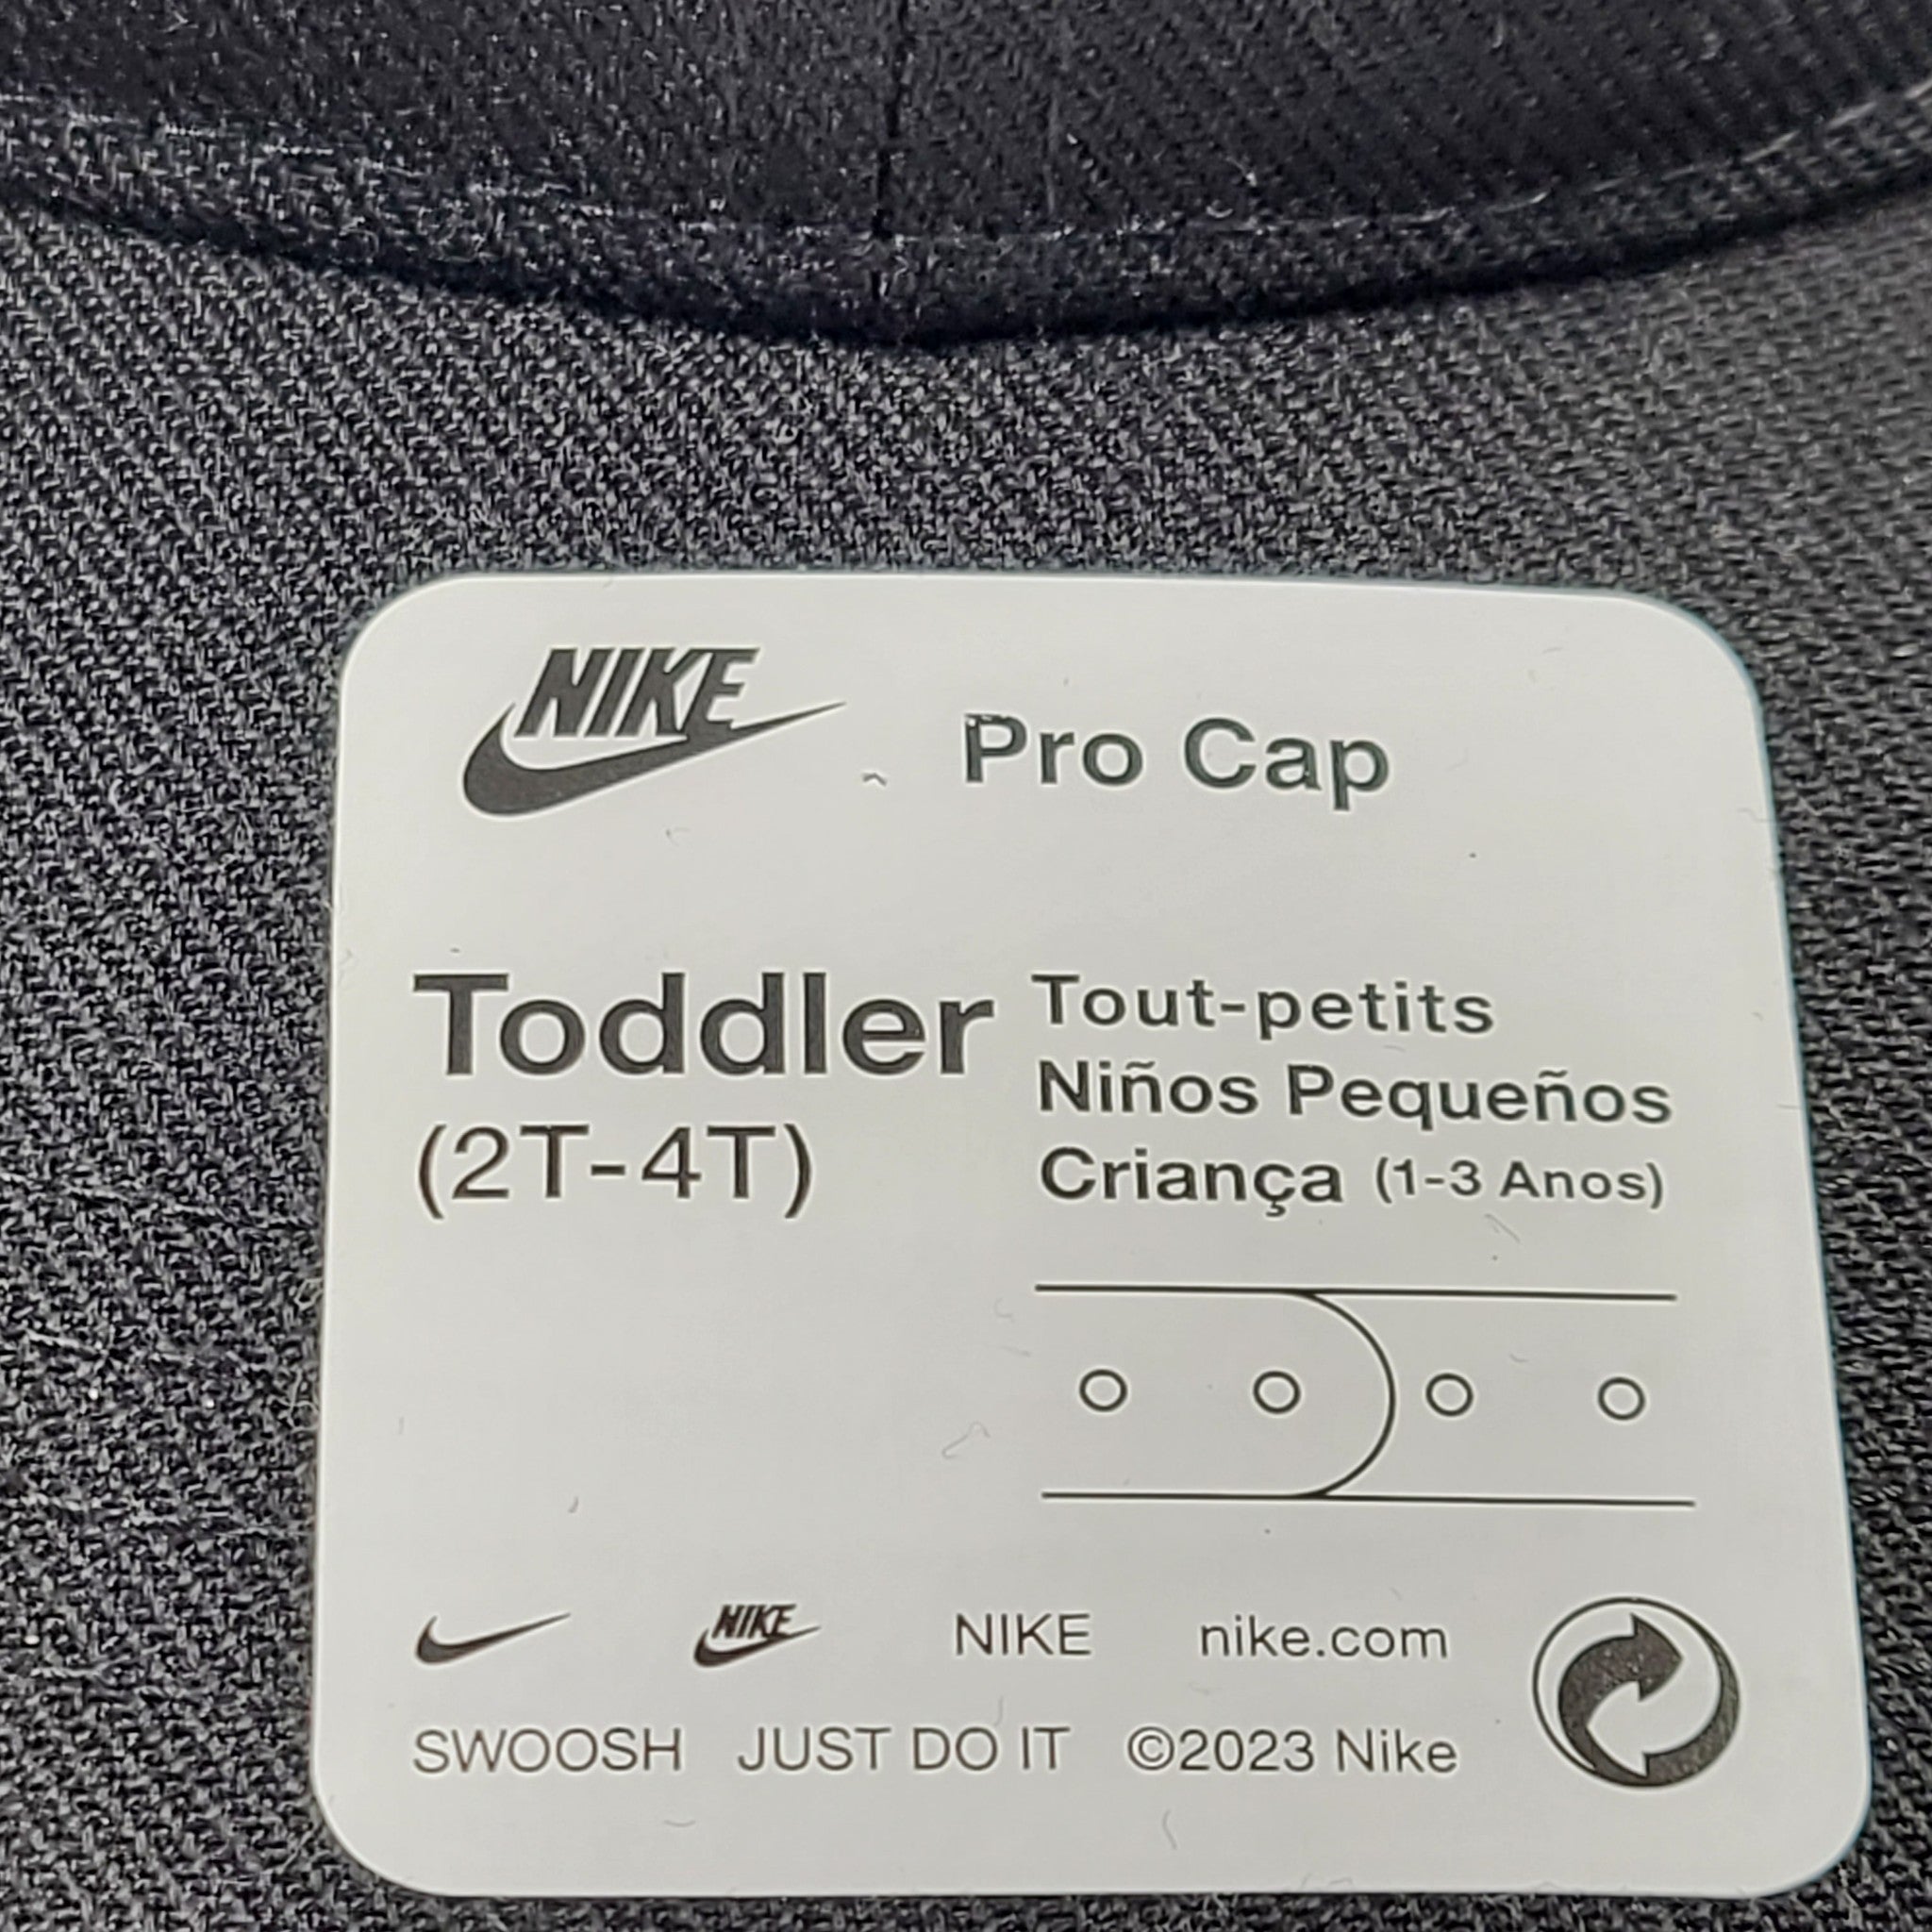 NIKE Pro Cap
Toddler
(2T-4T)
Tout-petits
Niños Pequeños
Criança (1-3 Anos)
NIKE NIKE nike.com
SWOOSH JUST DO IT ©2023 Nike